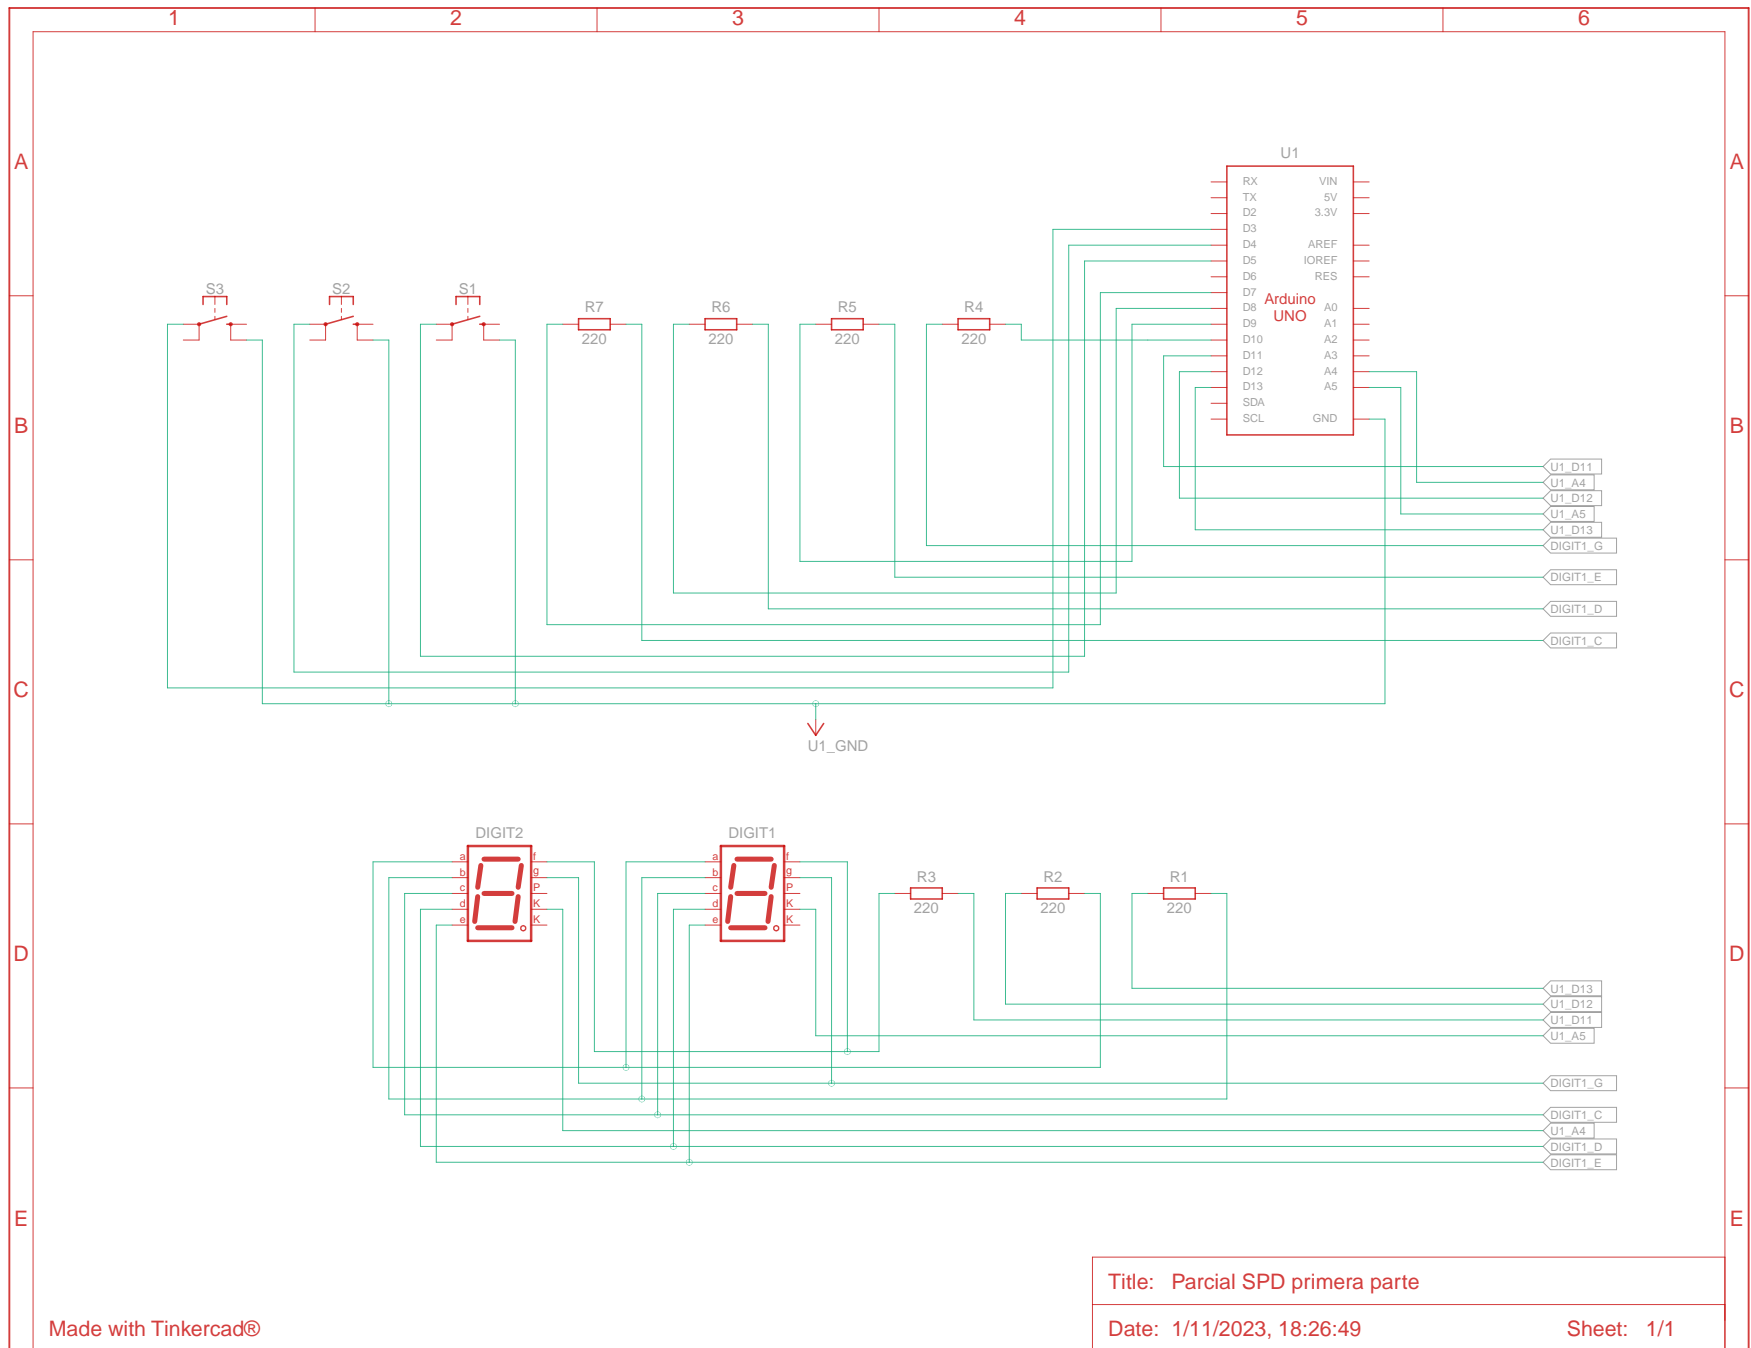 1 2 3 4 5 6
A A
U1
RX VIN
TX 5V
D2 3.3V
D3
D4 AREF
D5 IOREF
D6 RES
D7
Arduino
UNO
D8 A0
D9 A1
D10 A2
D11 A3
D12 A4
D13 A5
SDA
SCL GND
S3 S2 S1 R7 R6 R5 R4
220 220 220 220
B B
U1_D11
U1_A4
U1_D12
U1_A5
U1_D13
DIGIT1_G
DIGIT1_E
DIGIT1_D
DIGIT1_C
C C
U1_GND
DIGIT2 DIGIT1
a f a f
b g b g
c P c P
d K d K
e K e K
R3 R2 R1
220 220 220
D D
U1_D13
U1_D12
U1_D11
U1_A5
DIGIT1_G
DIGIT1_C
U1_A4
DIGIT1_D
DIGIT1_E
E E
Title: Parcial SPD primera parte
Made with Tinkercad®
Date: 1/11/2023, 18:26:49 Sheet: 1/1